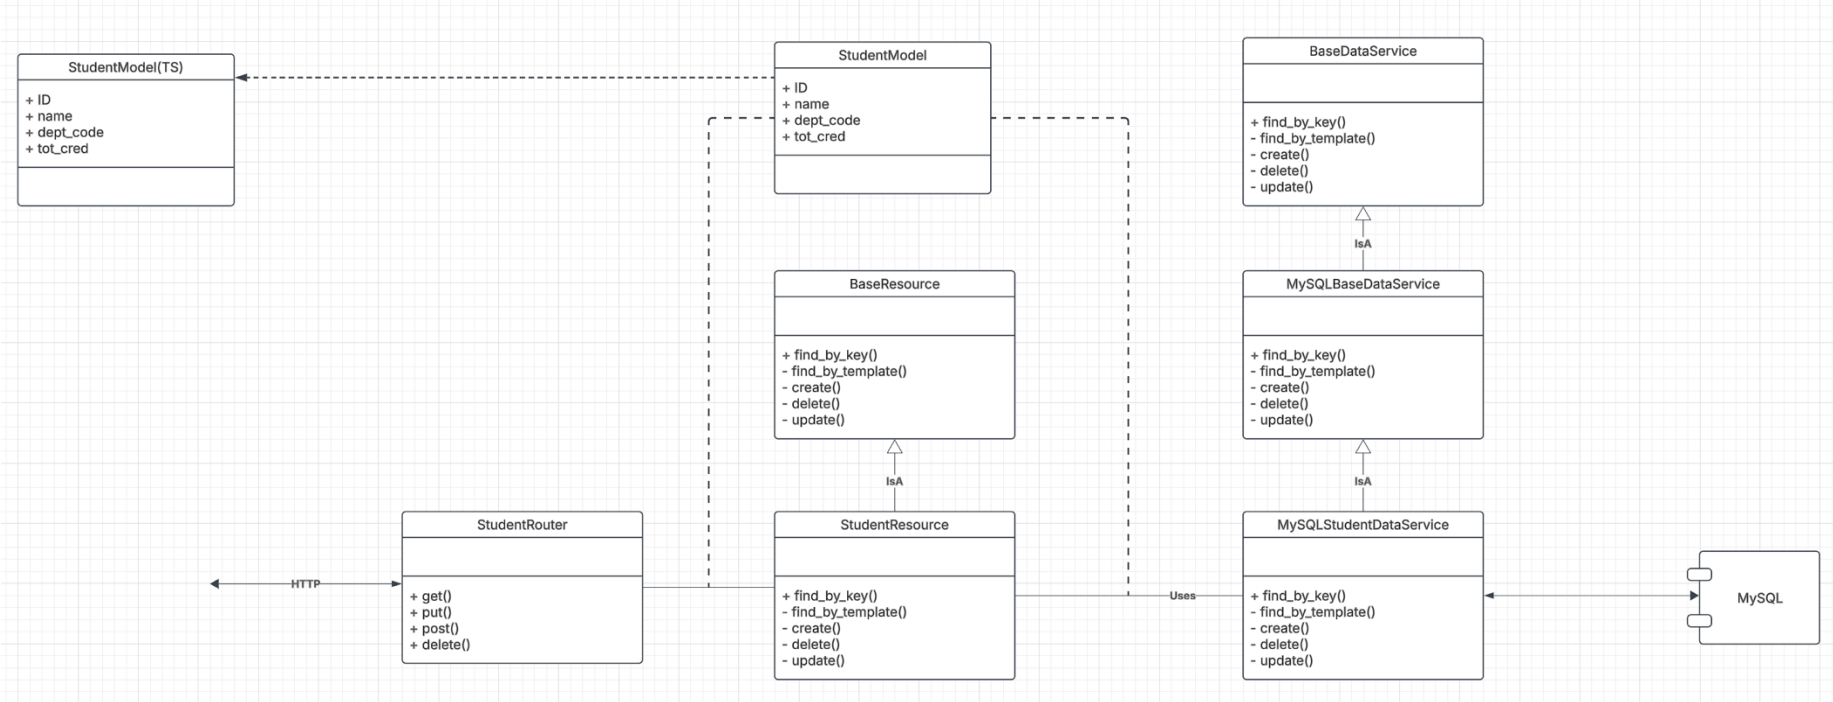 StudentModel(TS)
+ ID
+ name
+ dept_code
+ tot_cred
StudentModel
+ ID
+ name
+ dept_code
+ tot_cred
BaseDataService
+ find_by_key()
- find_by_template()
- create()
- delete()
- update()
IsA
BaseResource
+ find_by_key()
- find_by_template()
- create()
- delete()
- update()
IsA
MySQLBaseDataService
+ find_by_key()
- find_by_template()
- create()
- delete()
- update()
IsA
HTTP
StudentRouter
+ get()
+ put()
+ post()
+ delete()
StudentResource
+ find_by_key()
- find_by_template()
- create()
- delete()
- update()
Uses
MySQLStudentDataService
+ find_by_key()
- find_by_template()
- create()
- delete()
- update()
MySQL